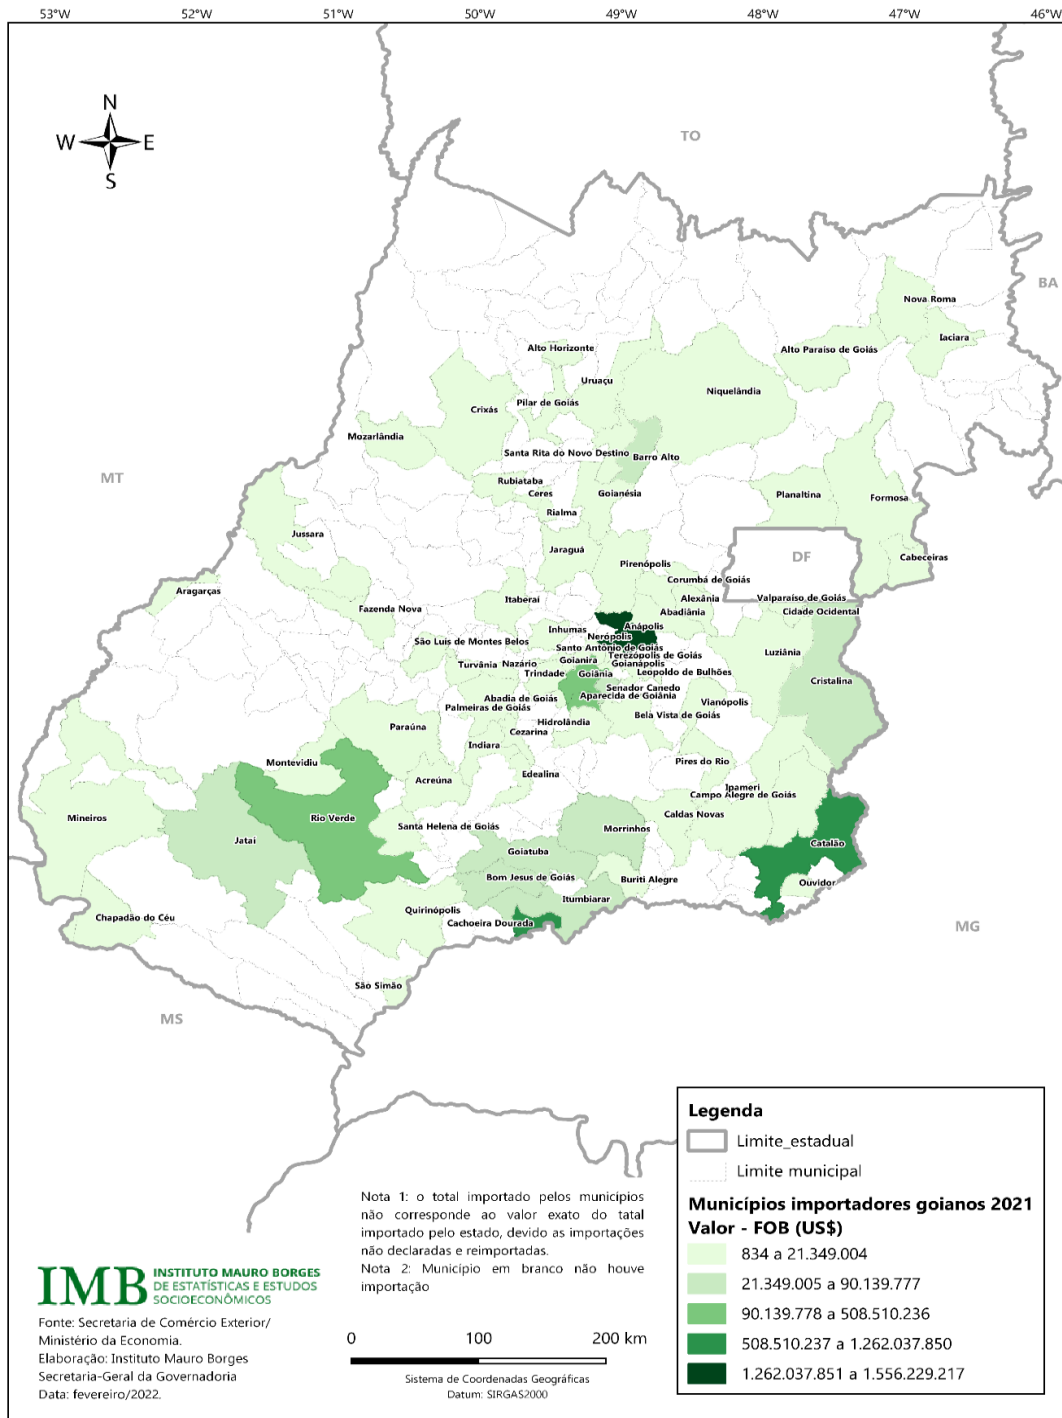 53°W 52°W 51°W 50°W 49°W 48°W 47°W 46°W
N
W E
S
TO
BA
MT
DF
MG
MS
Nova Roma
Iaciara
Alto Horizonte
Alto Paraíso de Goiás
Uruaçu
Niquelândia
Pilar de Goiás
Crixás
Mozarlândia
Santa Rita do Novo Destino
Barro Alto
Rubiataba
Ceres
Goianésia
Planaltina
Formosa
Rialma
Jussara
Jaraguá
Pirenópolis
Cabeceiras
Corumbá de Goiás
Aragarças
Alexânia
Valparaíso de Goiás
Itaberaí
Fazenda Nova
Abadiânia
Cidade Ocidental
Anápolis
Inhumas
Nerópolis
São Luís de Montes Belos
Santo Antônio de Goiás
Terezópolis de Goiás
Luziânia
Turvânia
Nazário
Goianira
Goianápolis
Trindade
Goiânia
Leopoldo de Bulhões
Cristalina
Senador Canedo
Abadia de Goiás
Aparecida de Goiânia
Vianópolis
Palmeiras de Goiás
Bela Vista de Goiás
Hidrolândia
Paraúna
Cezarina
Indiara
Montevidiu
Pires do Rio
Edealina
Acreúna
Ipameri
Campo Alegre de Goiás
Mineiros
Rio Verde
Caldas Novas
Santa Helena de Goiás
Morrinhos
Jataí
Catalão
Goiatuba
Bom Jesus de Goiás
Buriti Alegre
Ouvidor
Itumbiarar
Quirinópolis
Chapadão do Céu
Cachoeira Dourada
São Simão
Legenda
Limite_estadual
Limite municipal
Municípios importadores goianos 2021
Valor - FOB (US$)
834 a 21.349.004
21.349.005 a 90.139.777
90.139.778 a 508.510.236
508.510.237 a 1.262.037.850
1.262.037.851 a 1.556.229.217
Nota 1: o total importado pelos municípios
não corresponde ao valor exato do tatal
importado pelo estado, devido as importações
não declaradas e reimportadas.
Nota 2: Município em branco não houve
importação
0 100 200 km
Sistema de Coordenadas Geográficas
Datum: SIRGAS2000
IMB INSTITUTO MAURO BORGES
DE ESTATÍSTICAS E ESTUDOS
SOCIOECONÔMICOS
Fonte: Secretaria de Comércio Exterior/
Ministério da Economia.
Elaboração: Instituto Mauro Borges
Secretaria-Geral da Governadoria
Data: fevereiro/2022.